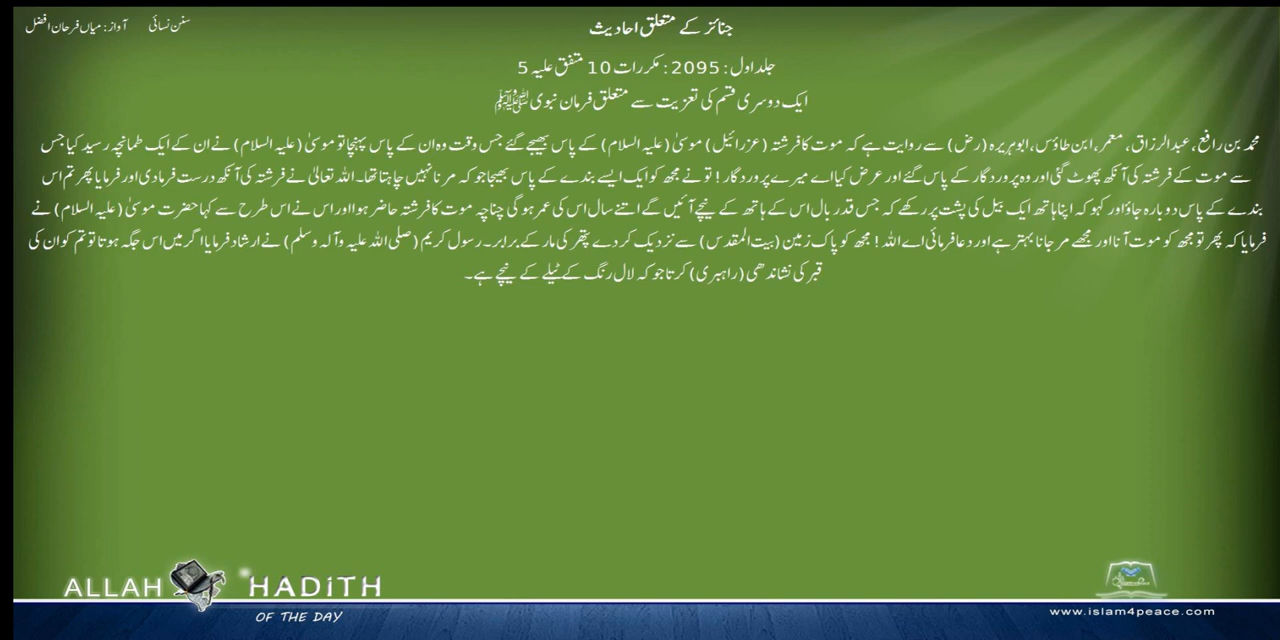 جنائز کے متعلق احادیث
سنن نسائی
آواز: میاں فرحان افضل
جلد اول: 2095: مکررات 10 متفق علیہ 5
ایک دوسری قسم کی تعزیت سے متعلق فرمان نبوی ﷺ
محمد بن رافع، عبدالرزاق، معمر، ابن طاؤس، ابوہریرہ (رض) سے روایت ہے کہ موت کا فرشتہ (عزرائیل) موسیٰ (علیہ السلام) کے پاس بھیجے گئے جس وقت وہ ان کے پاس پہنچا تو موسیٰ (علیہ السلام) نے ان کے ایک طمانچہ رسید کیا جس
سے موت کے فرشتہ کی آنکھ پھوٹ گئی اور وہ پروردگار کے پاس گئے اور عرض کیا اے میرے پروردگار! تو نے مجھ کو ایک ایسے بندے کے پاس بھیجا جو کہ مرنا نہیں چاہتا تھا۔ اللہ تعالیٰ نے فرشتہ کی آنکھ درست فرما دی اور فرمایا پھر تم اس
بندے کے پاس دوبارہ جاؤ اور کہو کہ اپنا ہاتھ ایک بیل کی پشت پر رکھے کہ جس قدر بال اس کے ہاتھ کے نیچے آئیں گے اتنے سال اس کی عمر ہوگی چناچہ موت کا فرشتہ حاضر ہوا اور اس نے اس طرح سے کہا حضرت موسیٰ (علیہ السلام) نے
فرمایا کہ پھر تو مجھ کو موت آنا اور مجھے مر جانا بہتر ہے اور دعا فرمائی اے اللہ! مجھ کو پاک زمین (بیت المقدس) سے نزدیک کر دے پتھر کی مار کے برابر۔ رسول کریم (صلی اللہ علیہ وآلہ وسلم) نے ارشاد فرمایا اگر میں اس جگہ ہوتا تو تم کو ان کی
قبر کی نشاندھی (راہبری) کرتا جو کہ لال رنگ کے ٹیلے کے نیچے ہے۔
ALLAH HADITH
OF THE DAY
www.islam4peace.com